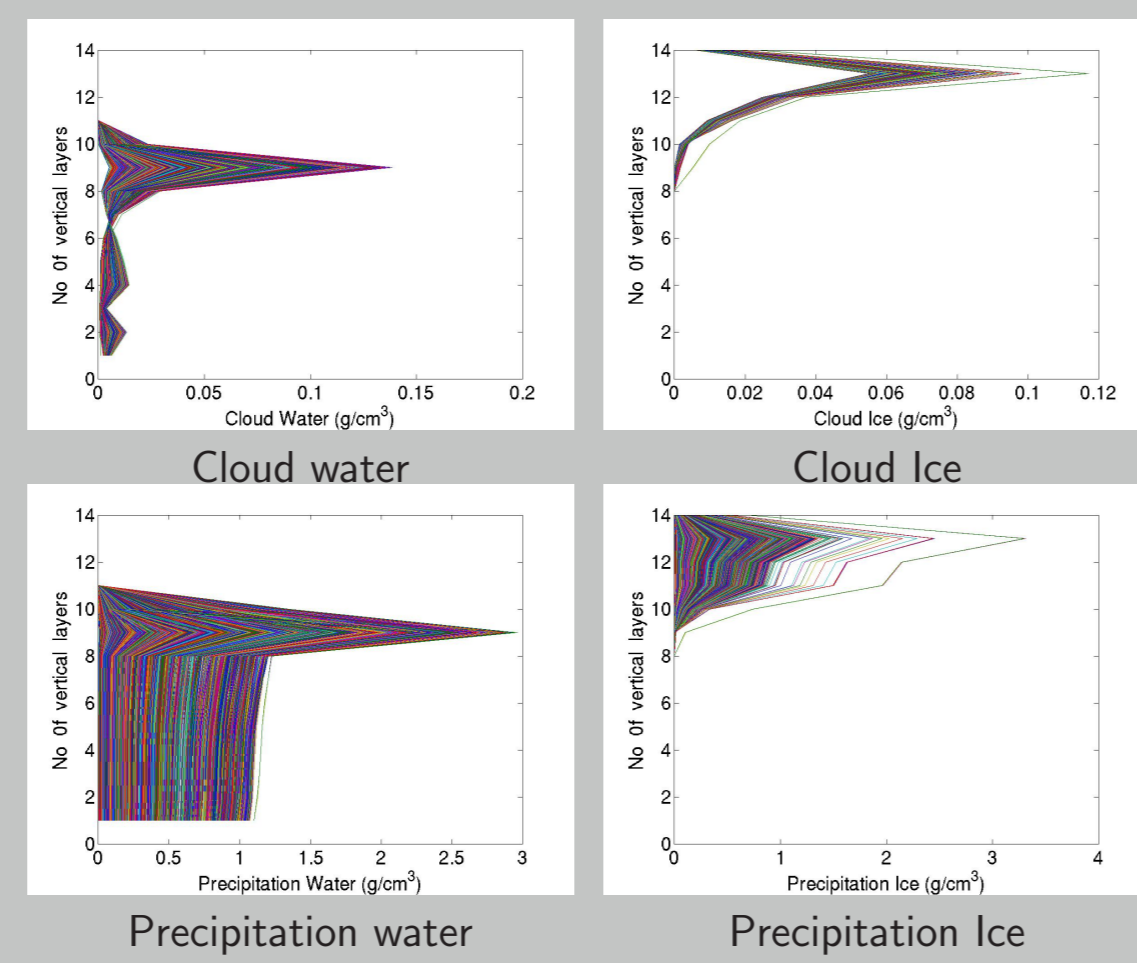 14
12
10
8
6
4
2
0
No 0f vertical layers
0 0.05 0.1 0.15 0.2
Cloud Water (g/cm³)
Cloud water
14
12
10
8
6
4
2
0
No 0f vertical layers
0 0.02 0.04 0.06 0.08 0.1 0.12
Cloud Ice (g/cm³)
Cloud Ice
14
12
10
8
6
4
2
0
No 0f vertical layers
0 0.5 1 1.5 2 2.5 3
Precipitation Water (g/cm³)
Precipitation water
14
12
10
8
6
4
2
0
No 0f vertical layers
0 1 2 3 4
Precipitation Ice (g/cm³)
Precipitation Ice